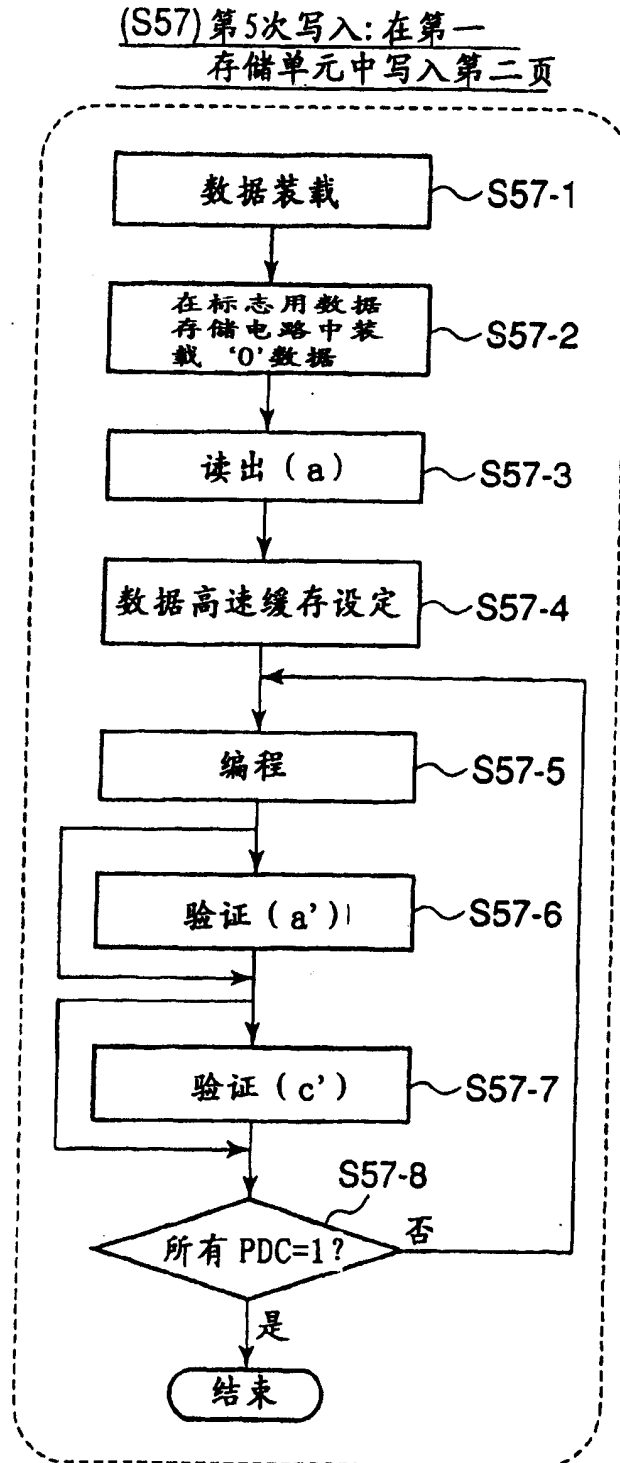 (S57)第5次写入:在第一
存储单元中写入第二页
数据装载
S57-1
在标志用数据
存储电路中装
载 '0'数据
S57-2
读出(a)
S57-3
数据高速缓存设定
S57-4
编程
S57-5
验证(a')
S57-6
验证(c')
S57-7
S57-8
所有 PDC=1?
否
是
结束